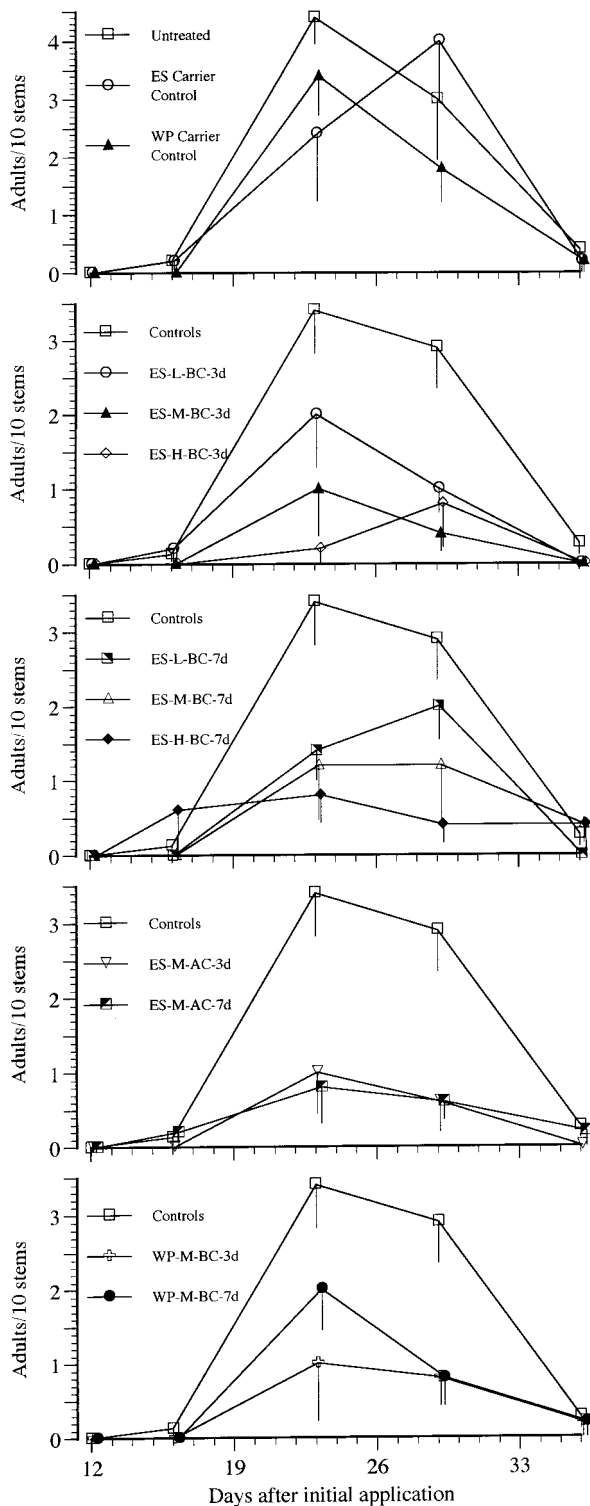 Adults/10 stems
4
3
2
1
0
Untreated
ES Carrier
Control
WP Carrier
Control
Adults/10 stems
3
2
1
0
Controls
ES-L-BC-3d
ES-M-BC-3d
ES-H-BC-3d
Adults/10 stems
3
2
1
0
Controls
ES-L-BC-7d
ES-M-BC-7d
ES-H-BC-7d
Adults/10 stems
3
2
1
0
Controls
ES-M-AC-3d
ES-M-AC-7d
Adults/10 stems
3
2
1
0
Controls
WP-M-BC-3d
WP-M-BC-7d
12 19 26 33
Days after initial application